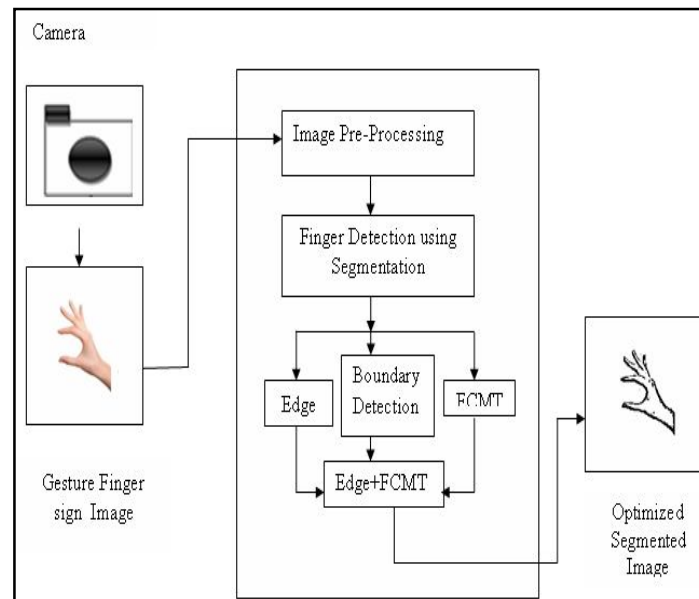 Camera
Image Pre-Processing
Finger Detection using
Segmentation
Edge
Boundary
Detection
FCMT
Edge+FCMT
Gesture Finger
sign Image
Optimized
Segmented
Image